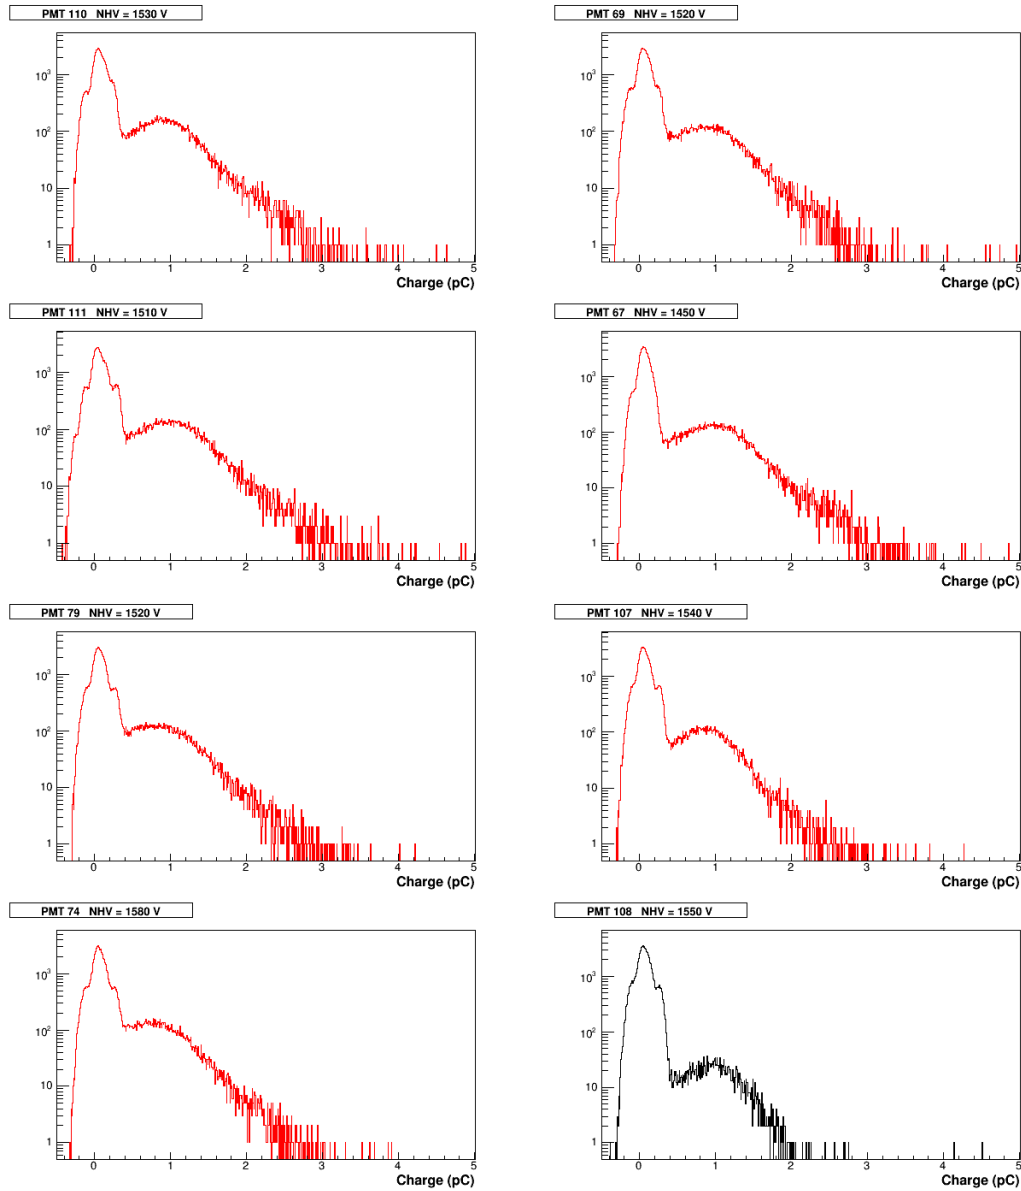 PMT 110 NHV = 1530 V
10³
10²
10
1
0 1 2 3 4 5
Charge (pC)
PMT 69 NHV = 1520 V
10³
10²
10
1
0 1 2 3 4 5
Charge (pC)
PMT 111 NHV = 1510 V
10³
10²
10
1
0 1 2 3 4 5
Charge (pC)
PMT 67 NHV = 1450 V
10³
10²
10
1
0 1 2 3 4 5
Charge (pC)
PMT 79 NHV = 1520 V
10³
10²
10
1
0 1 2 3 4 5
Charge (pC)
PMT 107 NHV = 1540 V
10³
10²
10
1
0 1 2 3 4 5
Charge (pC)
PMT 74 NHV = 1580 V
10³
10²
10
1
0 1 2 3 4 5
Charge (pC)
PMT 108 NHV = 1550 V
10³
10²
10
1
0 1 2 3 4 5
Charge (pC)